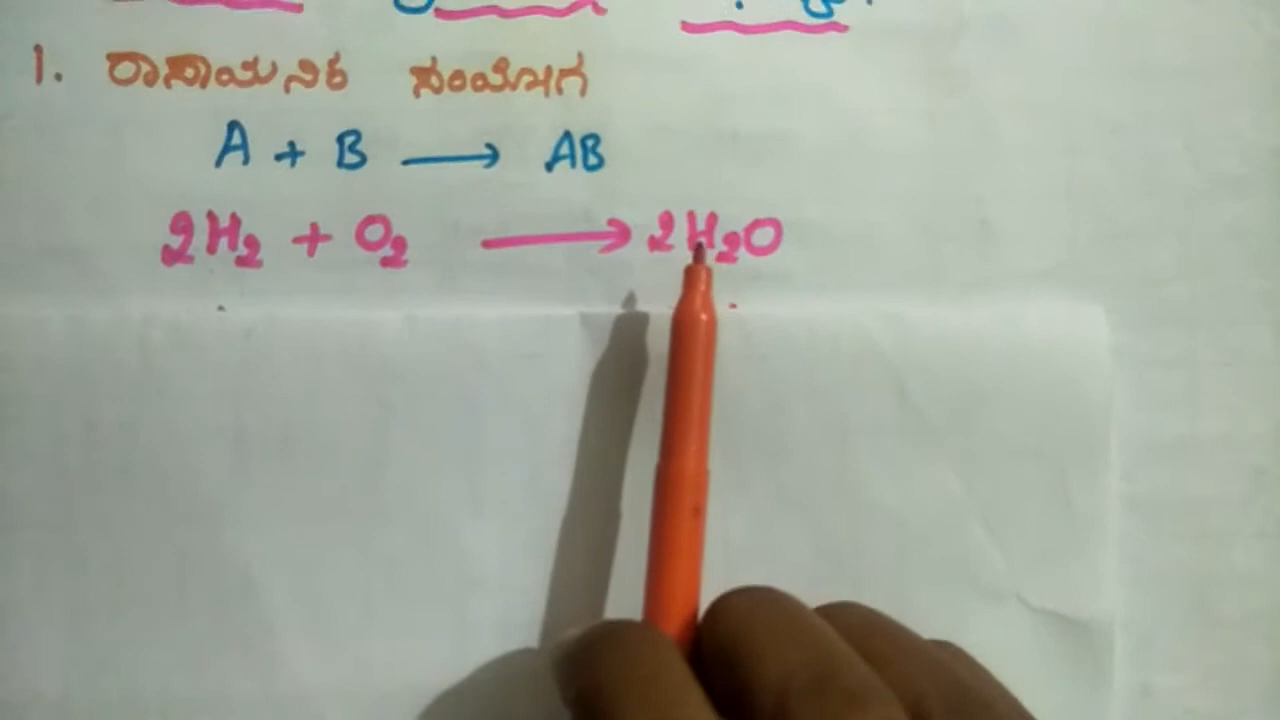 1. ರಾಸಾಯನಿಕ ಸಂಯೋಗ
A + B ⟶ AB
2H₂ + O₂ ⟶ 2H₂O